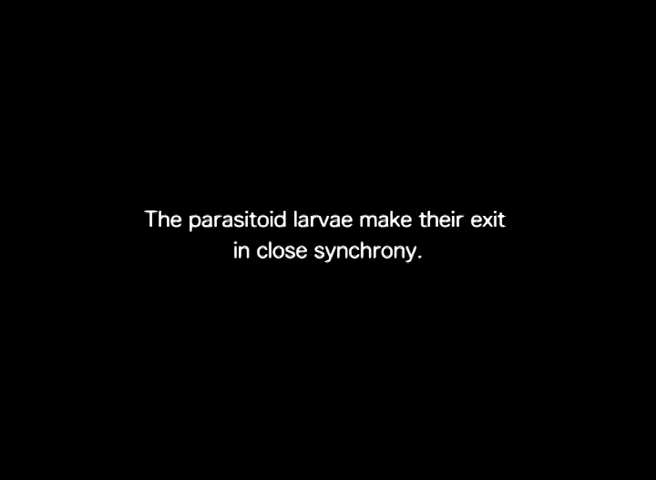 The parasitoid larvae make their exit
in close synchrony.